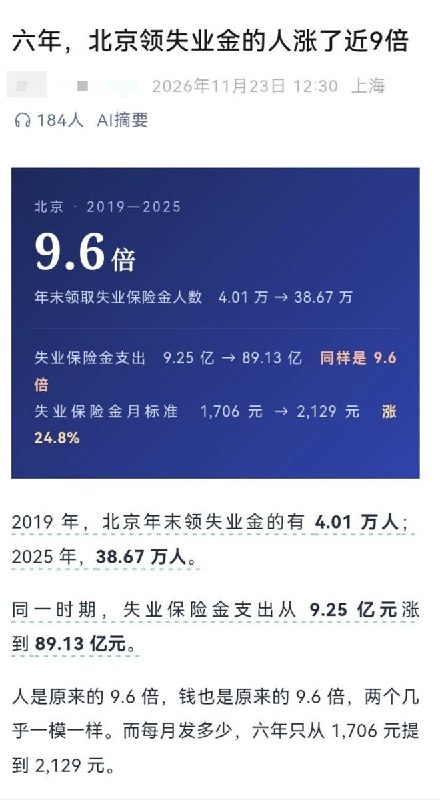 六年，北京领失业金的人涨了近9倍
2026年11月23日 12:30 上海
184人 AI摘要
北京 · 2019—2025
9.6 倍
年末领取失业保险金人数 4.01 万 → 38.67 万
失业保险金支出 9.25 亿 → 89.13 亿 同样是 9.6
倍
失业保险金月标准 1,706 元 → 2,129 元 涨
24.8%
2019 年，北京年末领失业金的有 4.01 万人；
2025 年，38.67 万人。
同一时期，失业保险金支出从 9.25 亿元涨
到 89.13 亿元。
人是原来的 9.6 倍，钱也是原来的 9.6 倍，两个几
乎一模一样。而每月发多少，六年只从 1,706 元提
到 2,129 元。